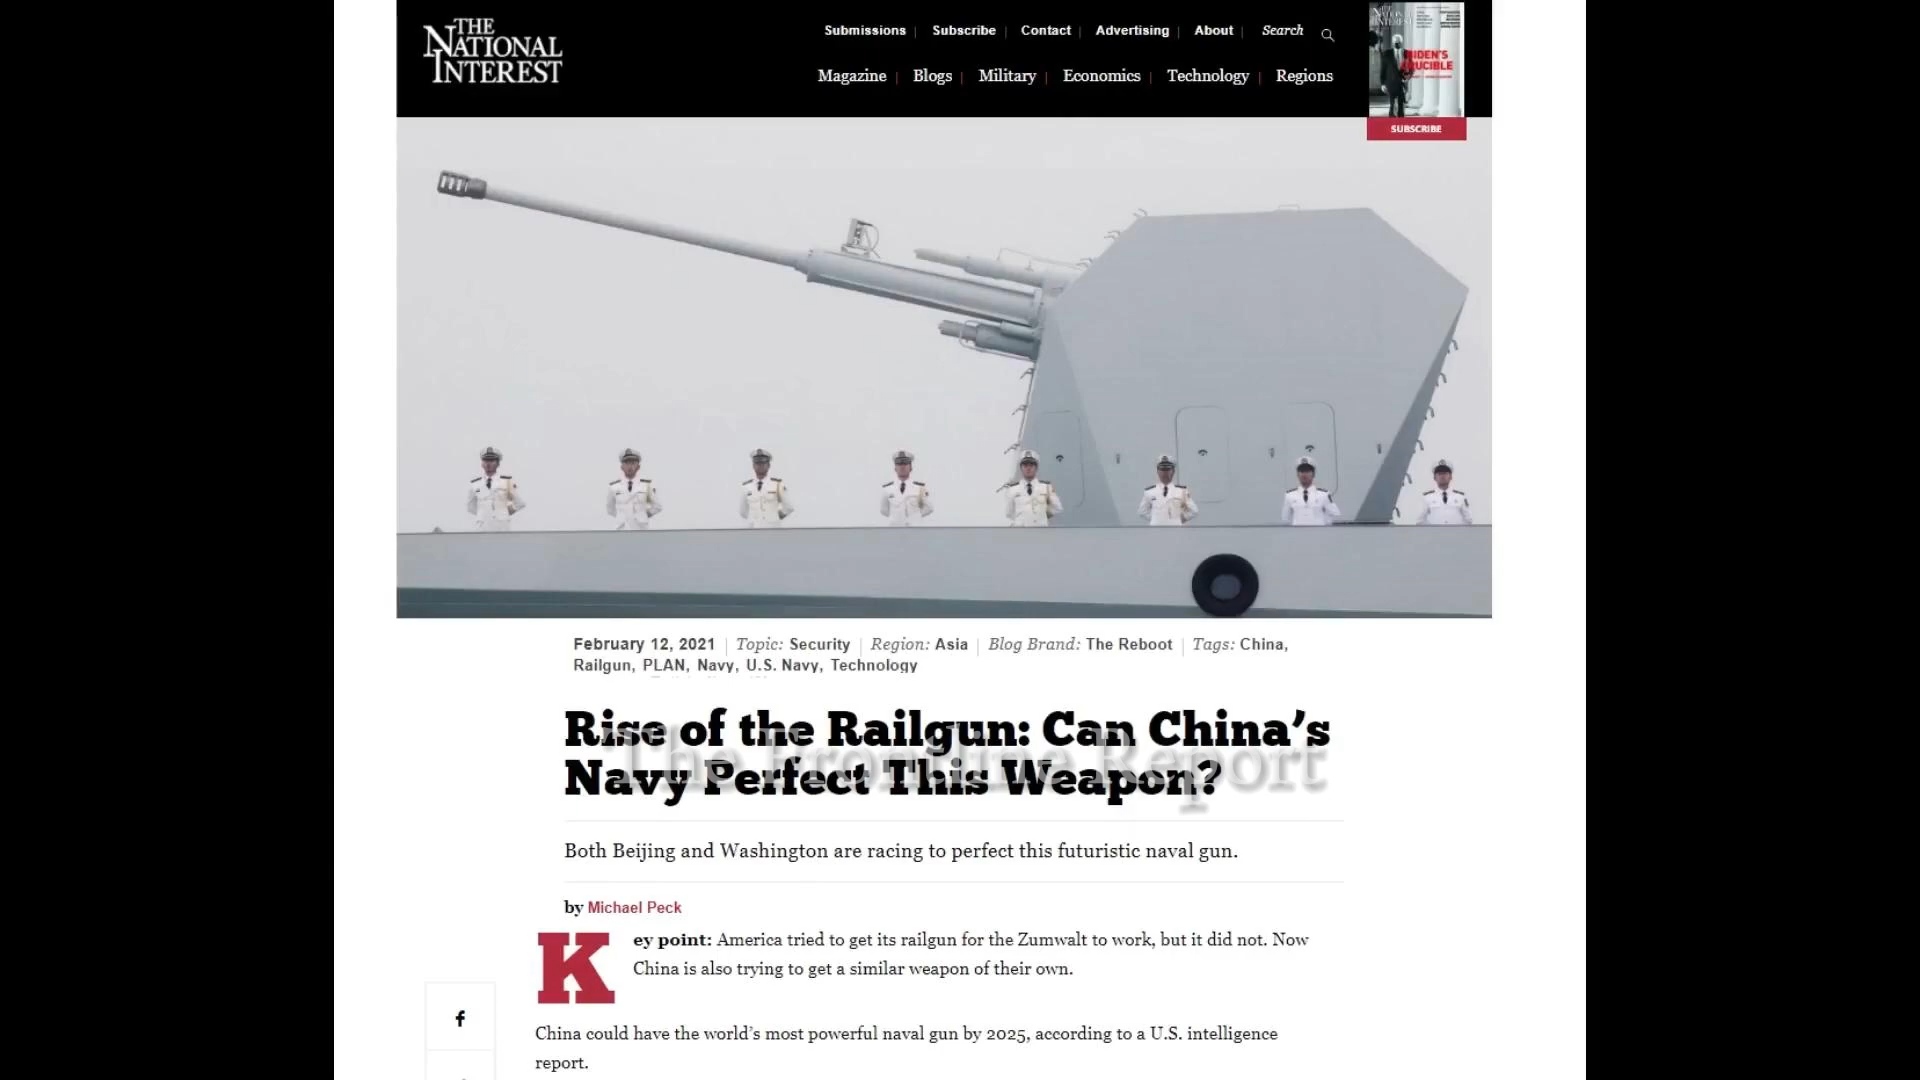 THE
NATIONAL
INTEREST
Submissions | Subscribe | Contact | Advertising | About | Search
Magazine | Blogs | Military | Economics | Technology | Regions
BIDEN'S
CRUCIBLE
SUBSCRIBE
February 12, 2021 | Topic: Security | Region: Asia | Blog Brand: The Reboot | Tags: China,
Railgun, PLAN, Navy, U.S. Navy, Technology
Rise of the Railgun: Can China's
Navy Perfect This Weapon?
The Frontline Report
Both Beijing and Washington are racing to perfect this futuristic naval gun.
by Michael Peck
Key point: America tried to get its railgun for the Zumwalt to work, but it did not. Now
China is also trying to get a similar weapon of their own.
f
China could have the world's most powerful naval gun by 2025, according to a U.S. intelligence
report.